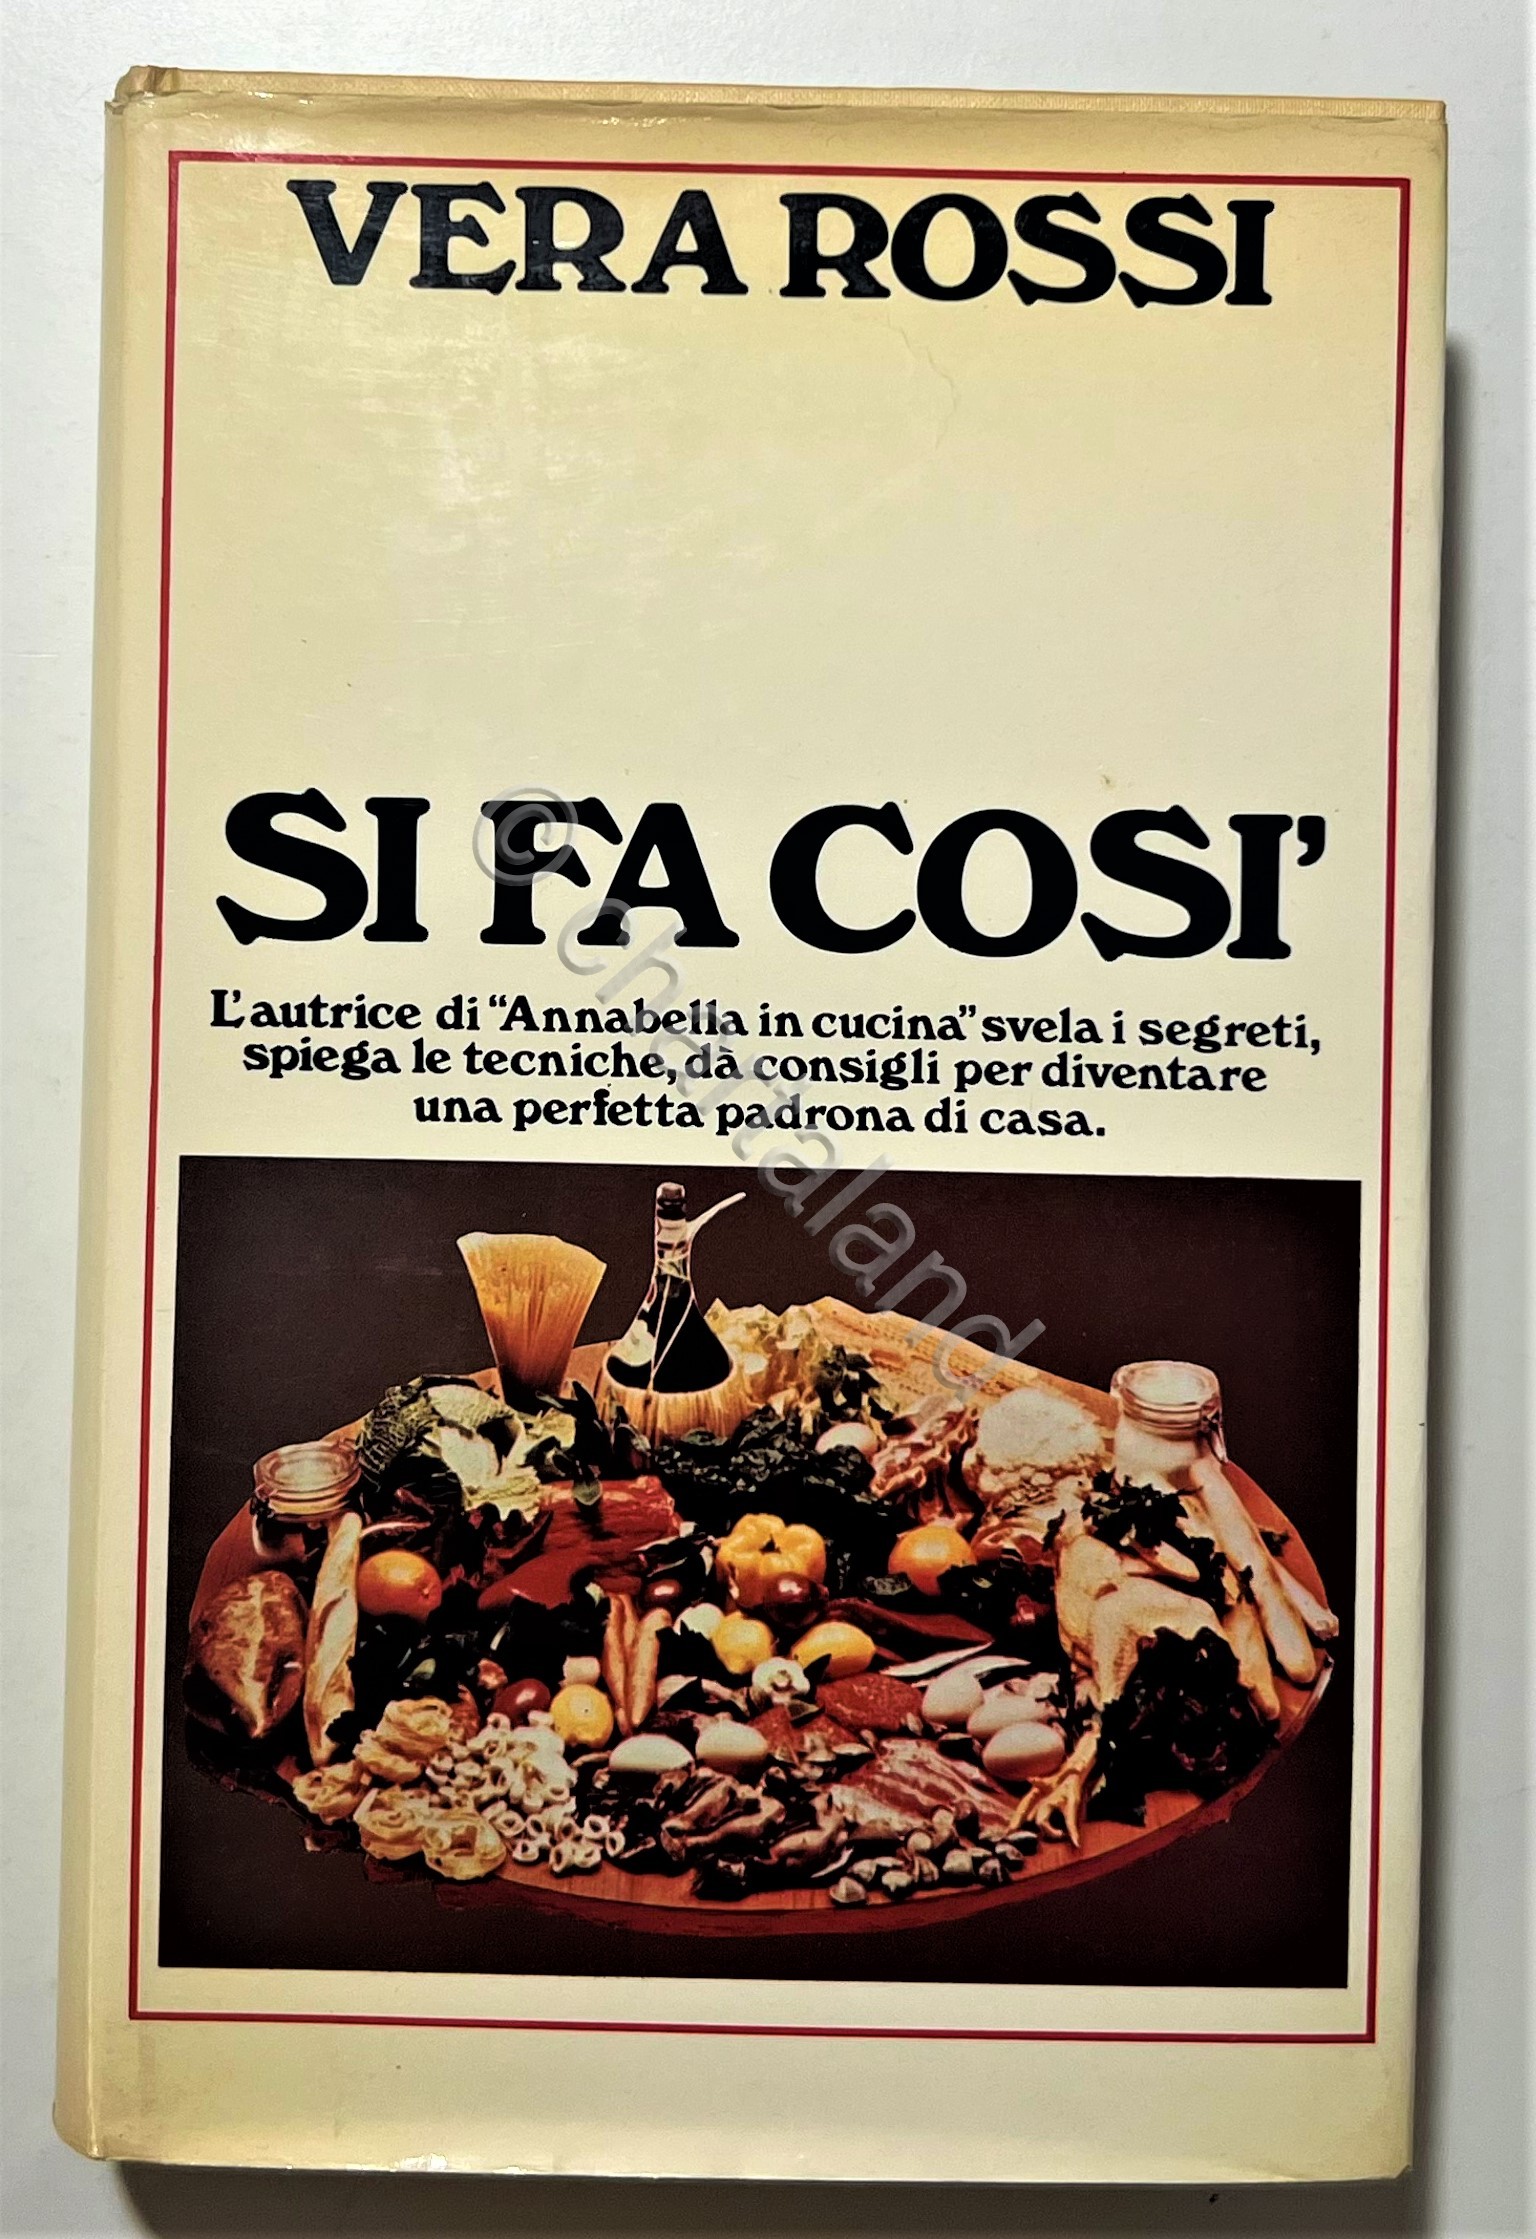 VERA ROSSI
SI FA COSI'
L'autrice di “Annabella in cucina” svela i segreti,
spiega le tecniche, dà consigli per diventare
una perfetta padrona di casa.
© chartaland